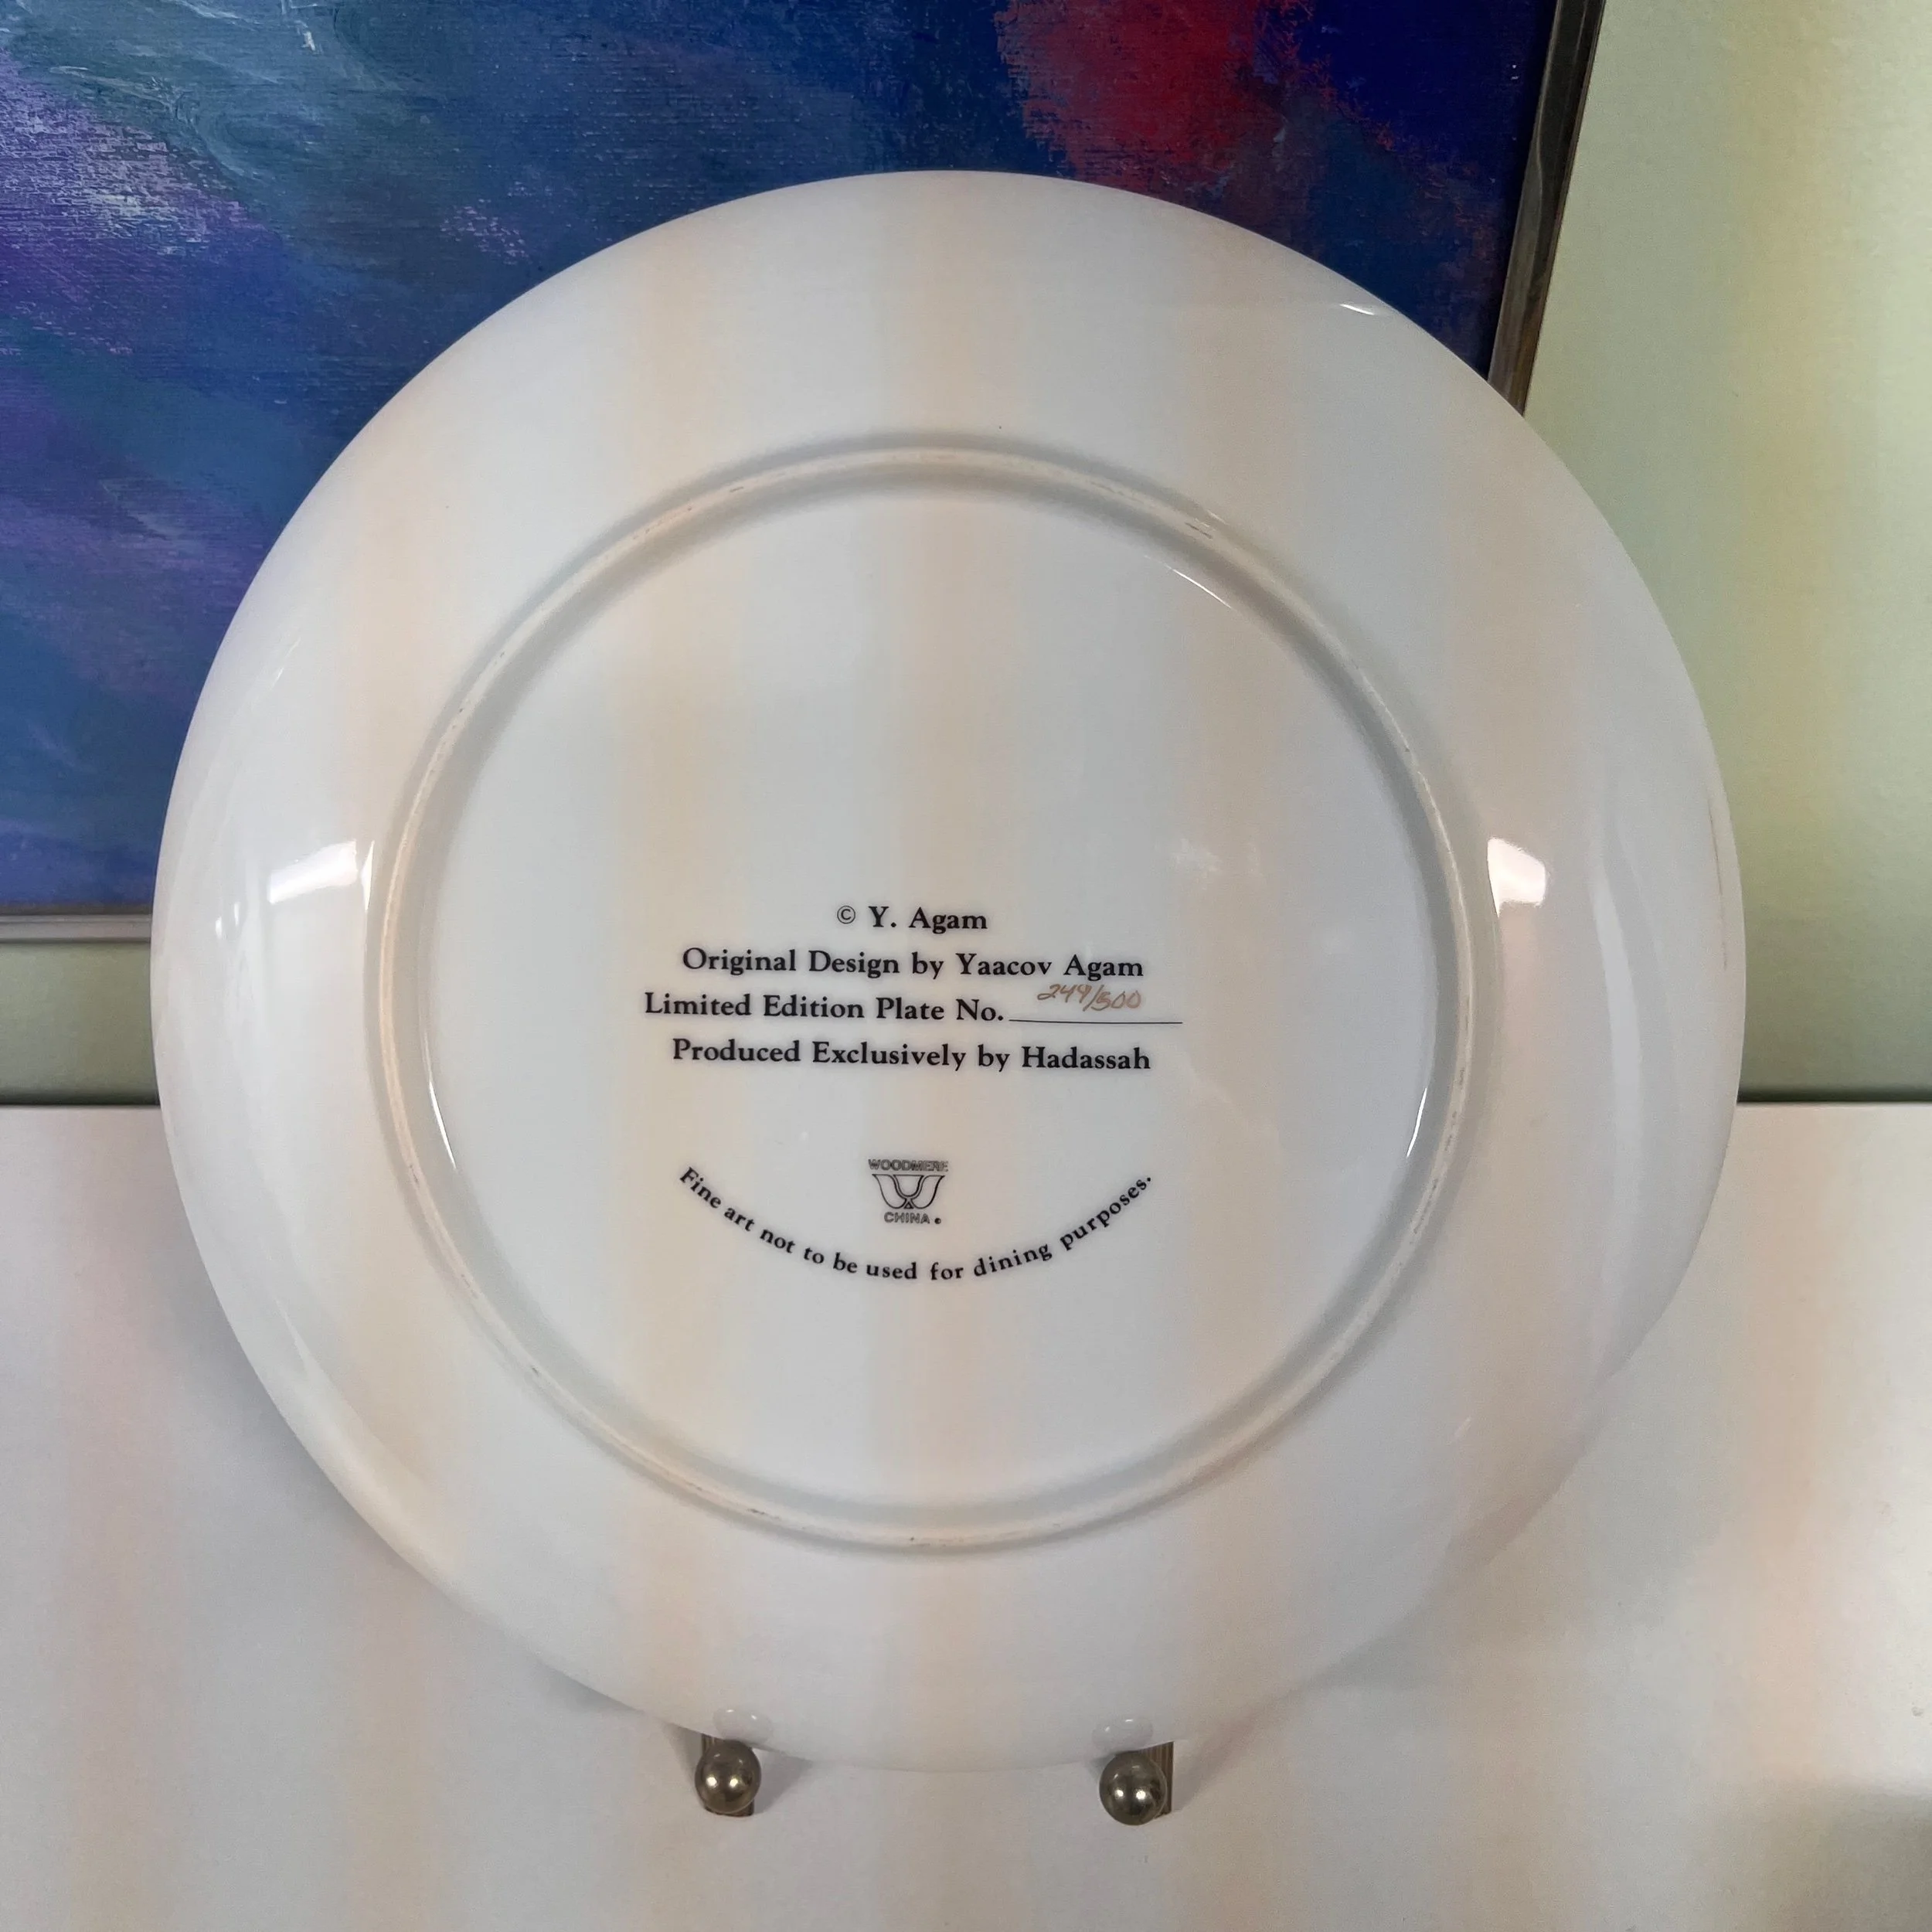 © Y. Agam
Original Design by Yaacov Agam
Limited Edition Plate No. 244/500
Produced Exclusively by Hadassah
WOODMERE
CHINA
Fine art not to be used for dining purposes.